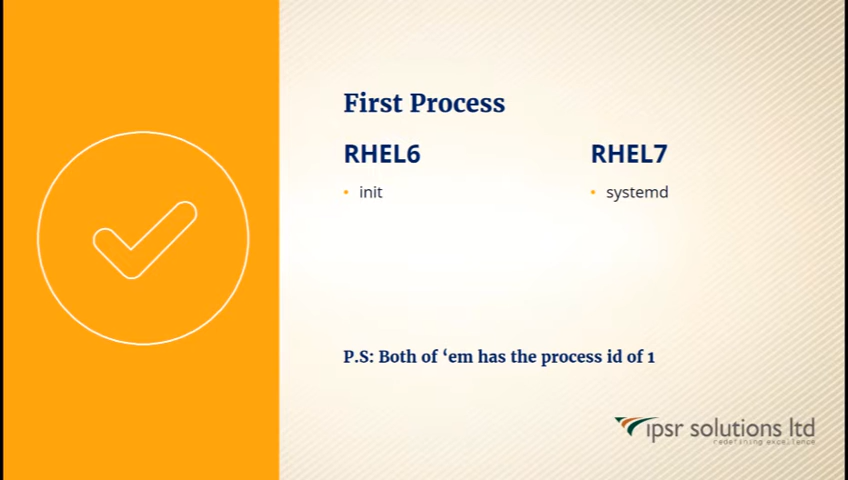 First Process
RHEL6
• init
RHEL7
• systemd
P.S: Both of ‘em has the process id of 1
ipsr solutions ltd
redefining excellence